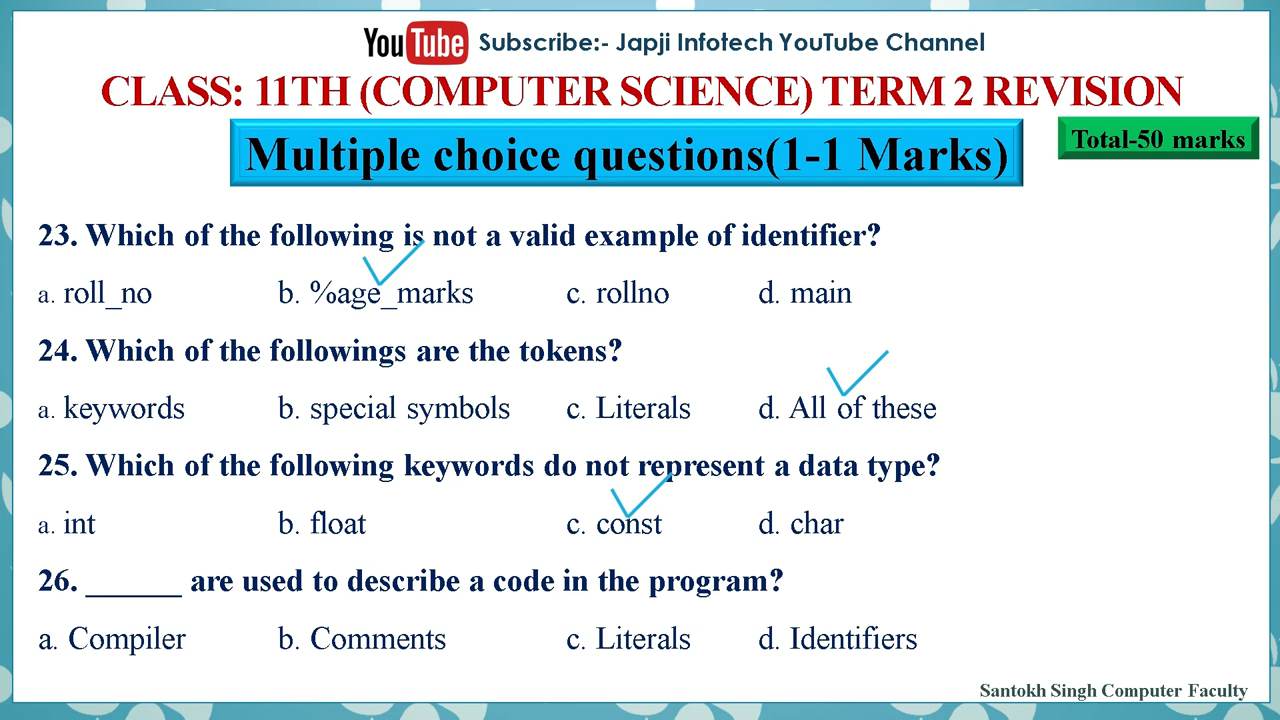 YouTube Subscribe:- Japji Infotech YouTube Channel
CLASS: 11TH (COMPUTER SCIENCE) TERM 2 REVISION
Multiple choice questions(1-1 Marks)
Total-50 marks
23. Which of the following is not a valid example of identifier?
a. roll_no b. %age_marks c. rollno d. main
24. Which of the followings are the tokens?
a. keywords b. special symbols c. Literals d. All of these
25. Which of the following keywords do not represent a data type?
a. int b. float c. const d. char
26. ______ are used to describe a code in the program?
a. Compiler b. Comments c. Literals d. Identifiers
Santokh Singh Computer Faculty